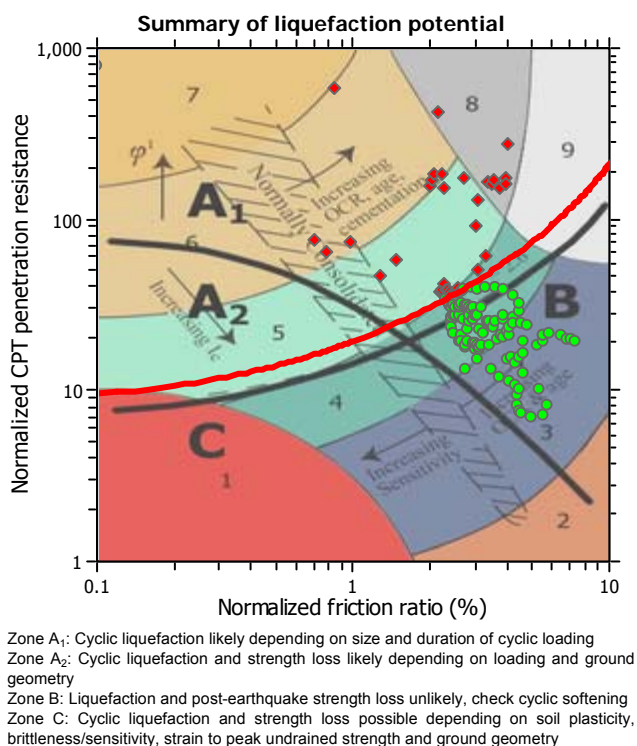 Summary of liquefaction potential
Normalized CPT penetration resistance
1,000
100
10
1
7
8
9
φ'
A1
Normally Consolidated
Increasing
OCR, age,
cementation
6
A2
Increasing Ic
5
B
4
C
3
Increasing
Sensitivity
1
2
0.1
1
10
Normalized friction ratio (%)
Zone A1: Cyclic liquefaction likely depending on size and duration of cyclic loading
Zone A2: Cyclic liquefaction and strength loss likely depending on loading and ground
geometry
Zone B: Liquefaction and post-earthquake strength loss unlikely, check cyclic softening
Zone C: Cyclic liquefaction and strength loss possible depending on soil plasticity,
brittleness/sensitivity, strain to peak undrained strength and ground geometry